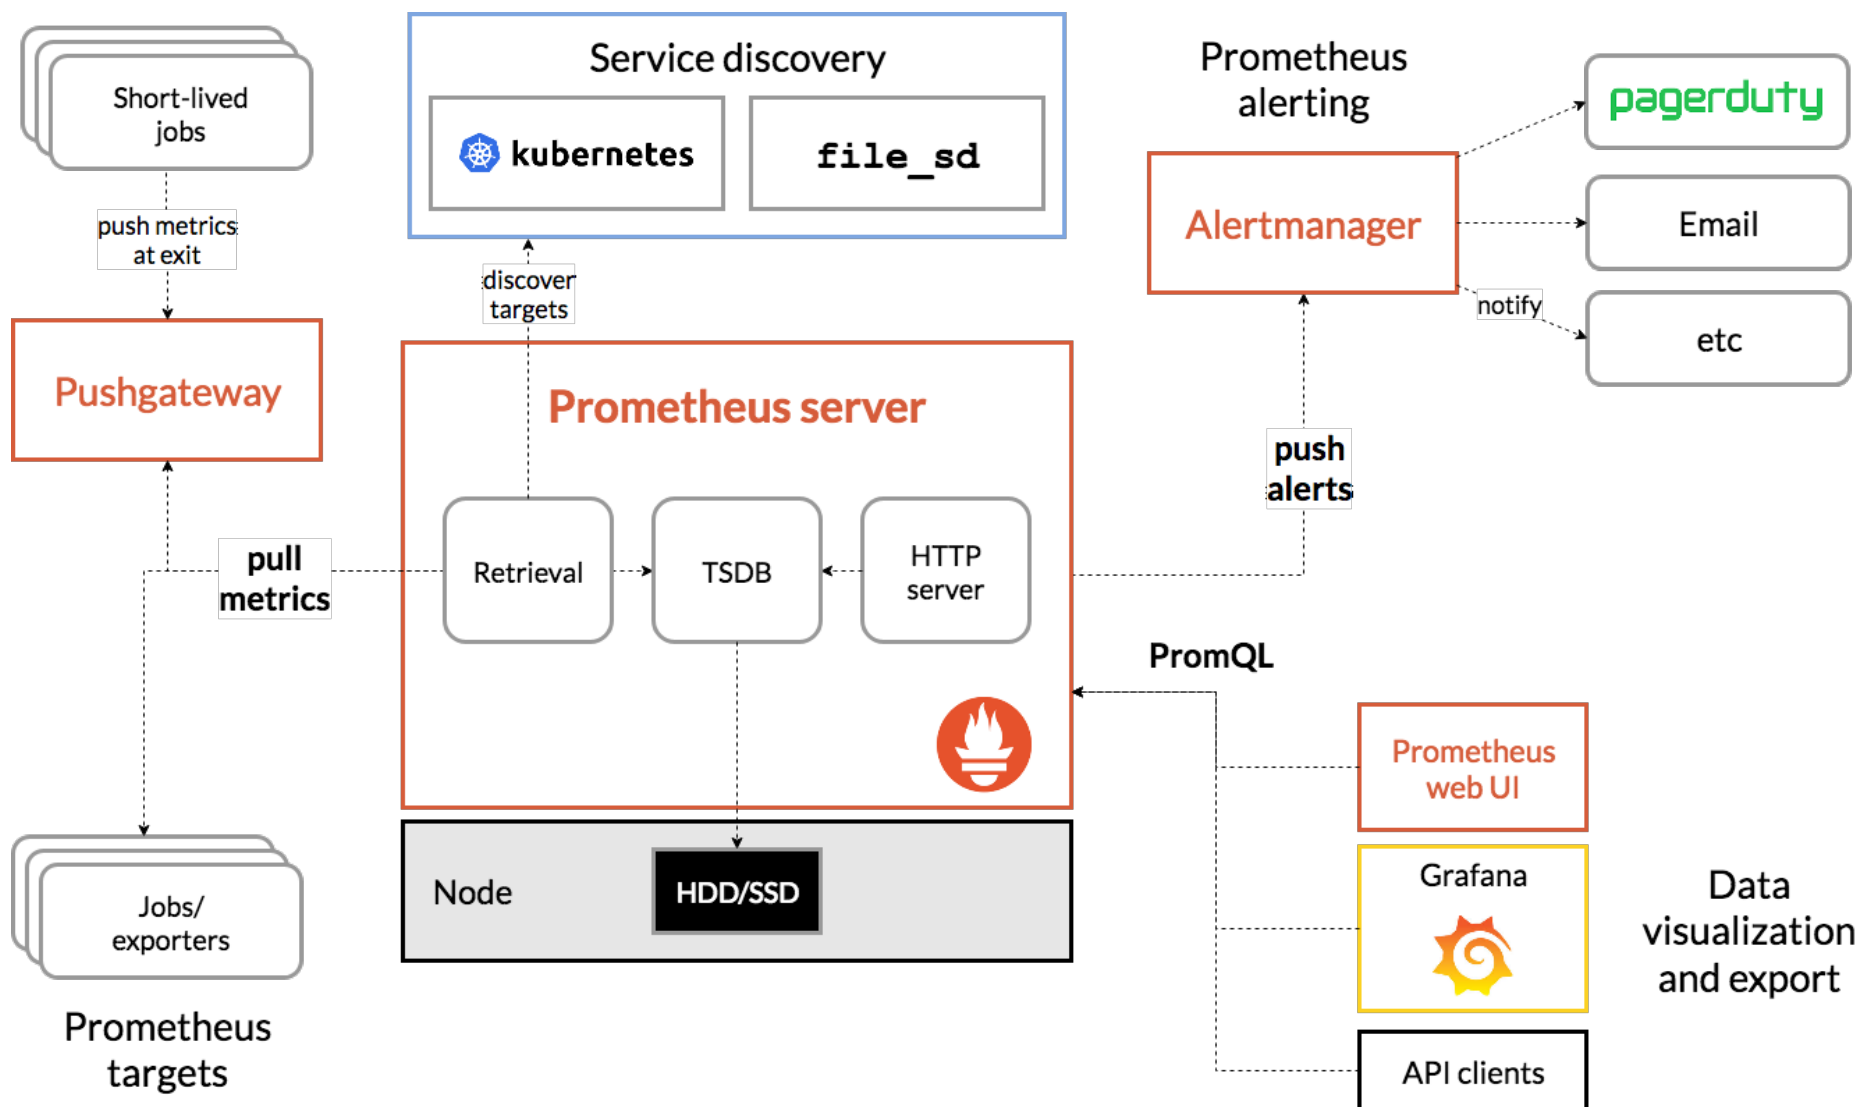 Short-lived
jobs
push metrics
at exit
Pushgateway
pull
metrics
Jobs/
exporters
Prometheus
targets
Service discovery
kubernetes
file_sd
discover
targets
Prometheus server
Retrieval
TSDB
HTTP
server
Node
HDD/SSD
Prometheus
alerting
Alertmanager
pagerduty
Email
notify
etc
push
alerts
PromQL
Prometheus
web UI
Grafana
API clients
Data
visualization
and export